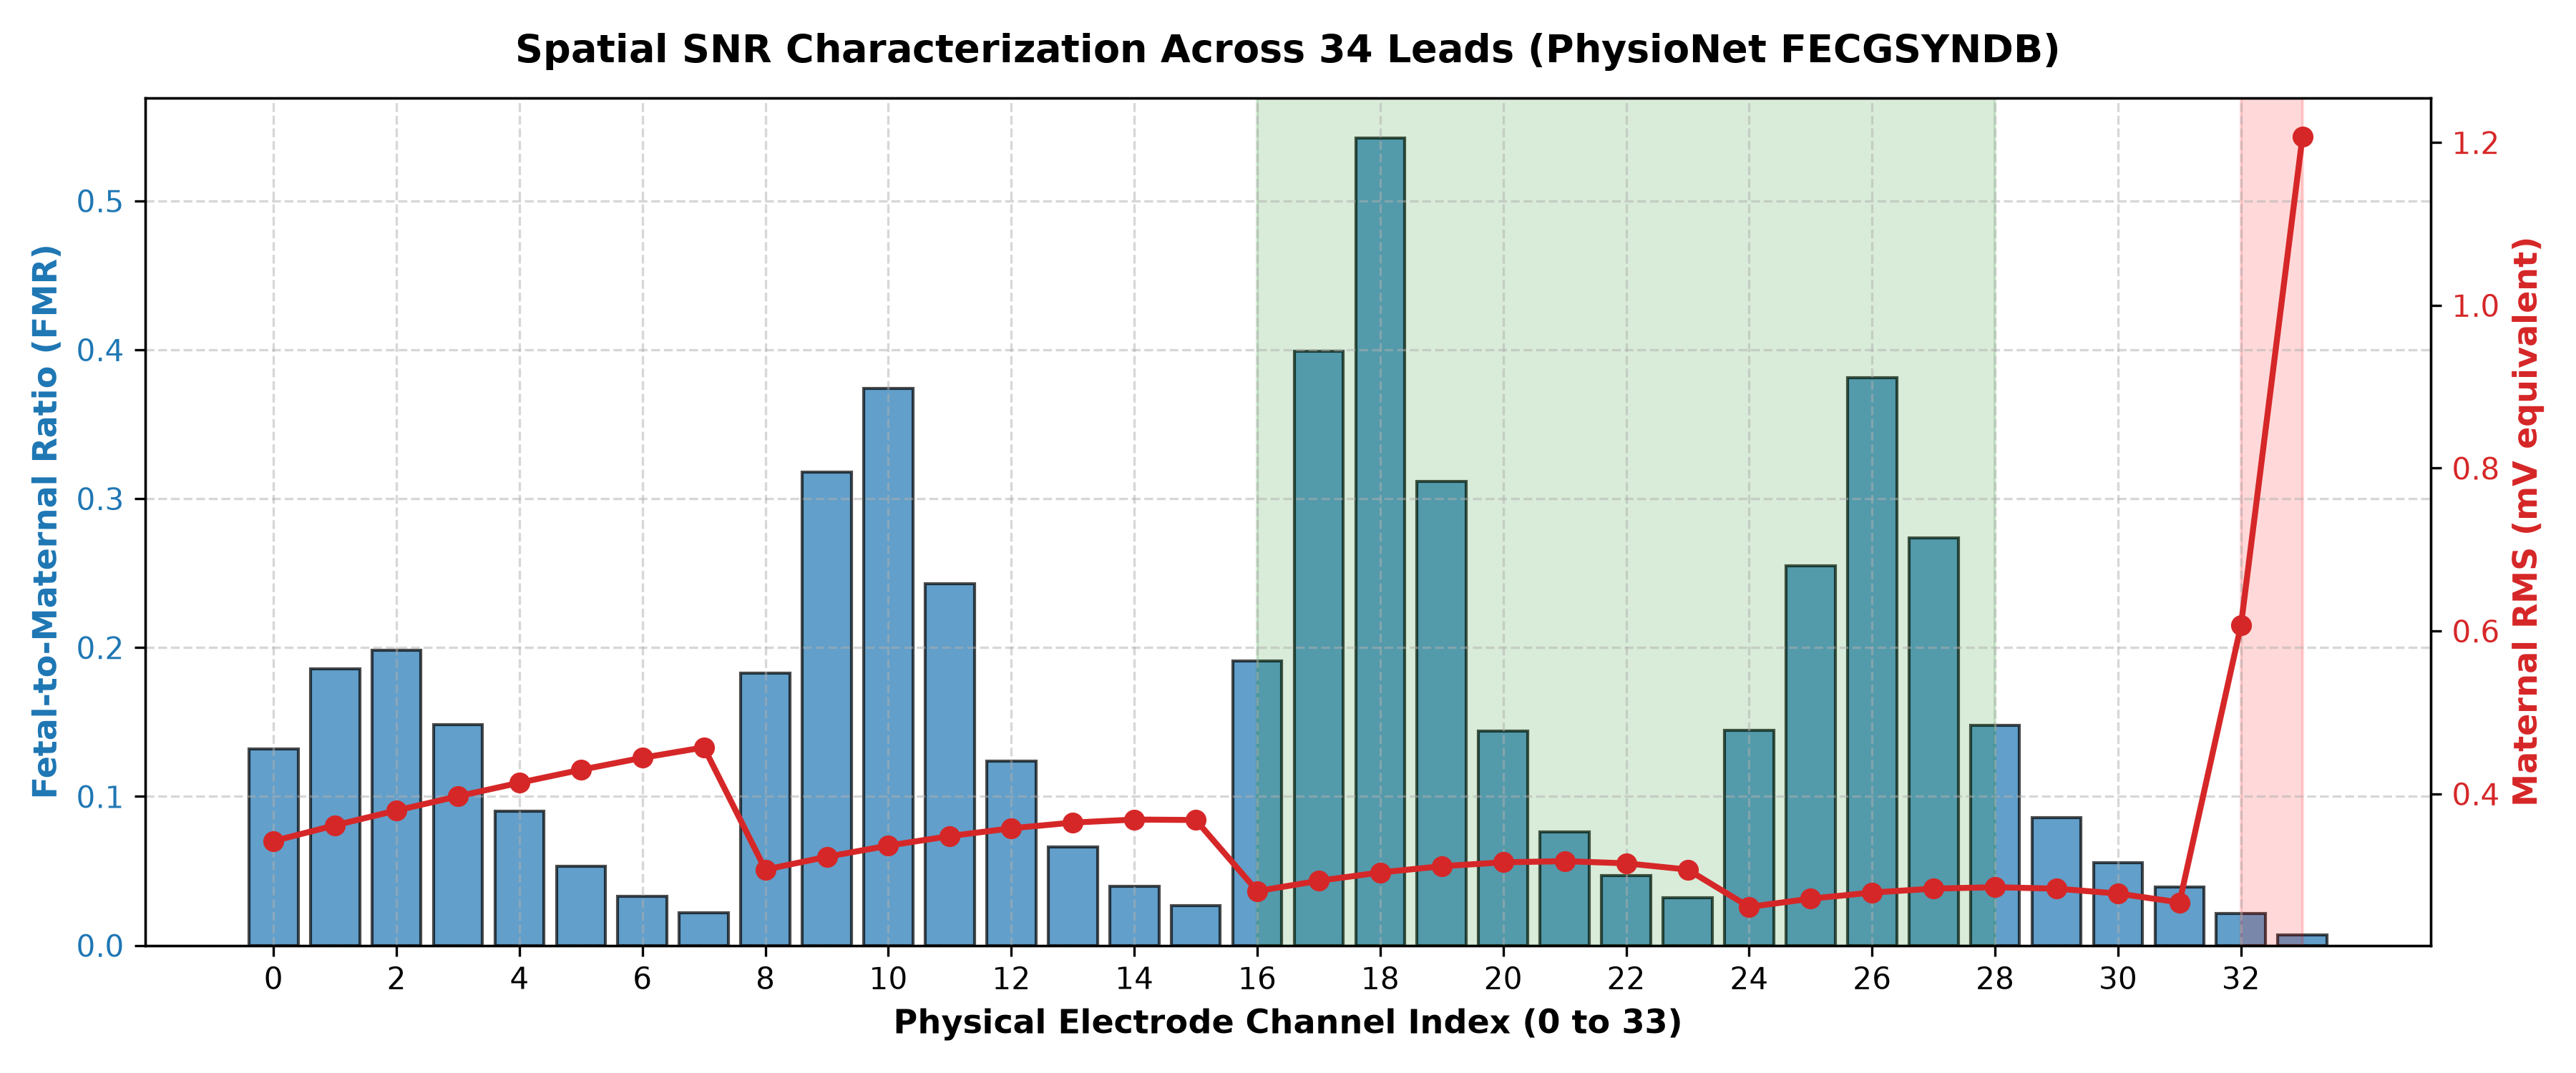 Spatial SNR Characterization Across 34 Leads (PhysioNet FECGSYNDB)
Fetal-to-Maternal Ratio (FMR)
0.5
0.4
0.3
0.2
0.1
0.0
1.2
1.0
0.8
0.6
0.4
Maternal RMS (mV equivalent)
0 2 4 6 8 10 12 14 16 18 20 22 24 26 28 30 32
Physical Electrode Channel Index (0 to 33)